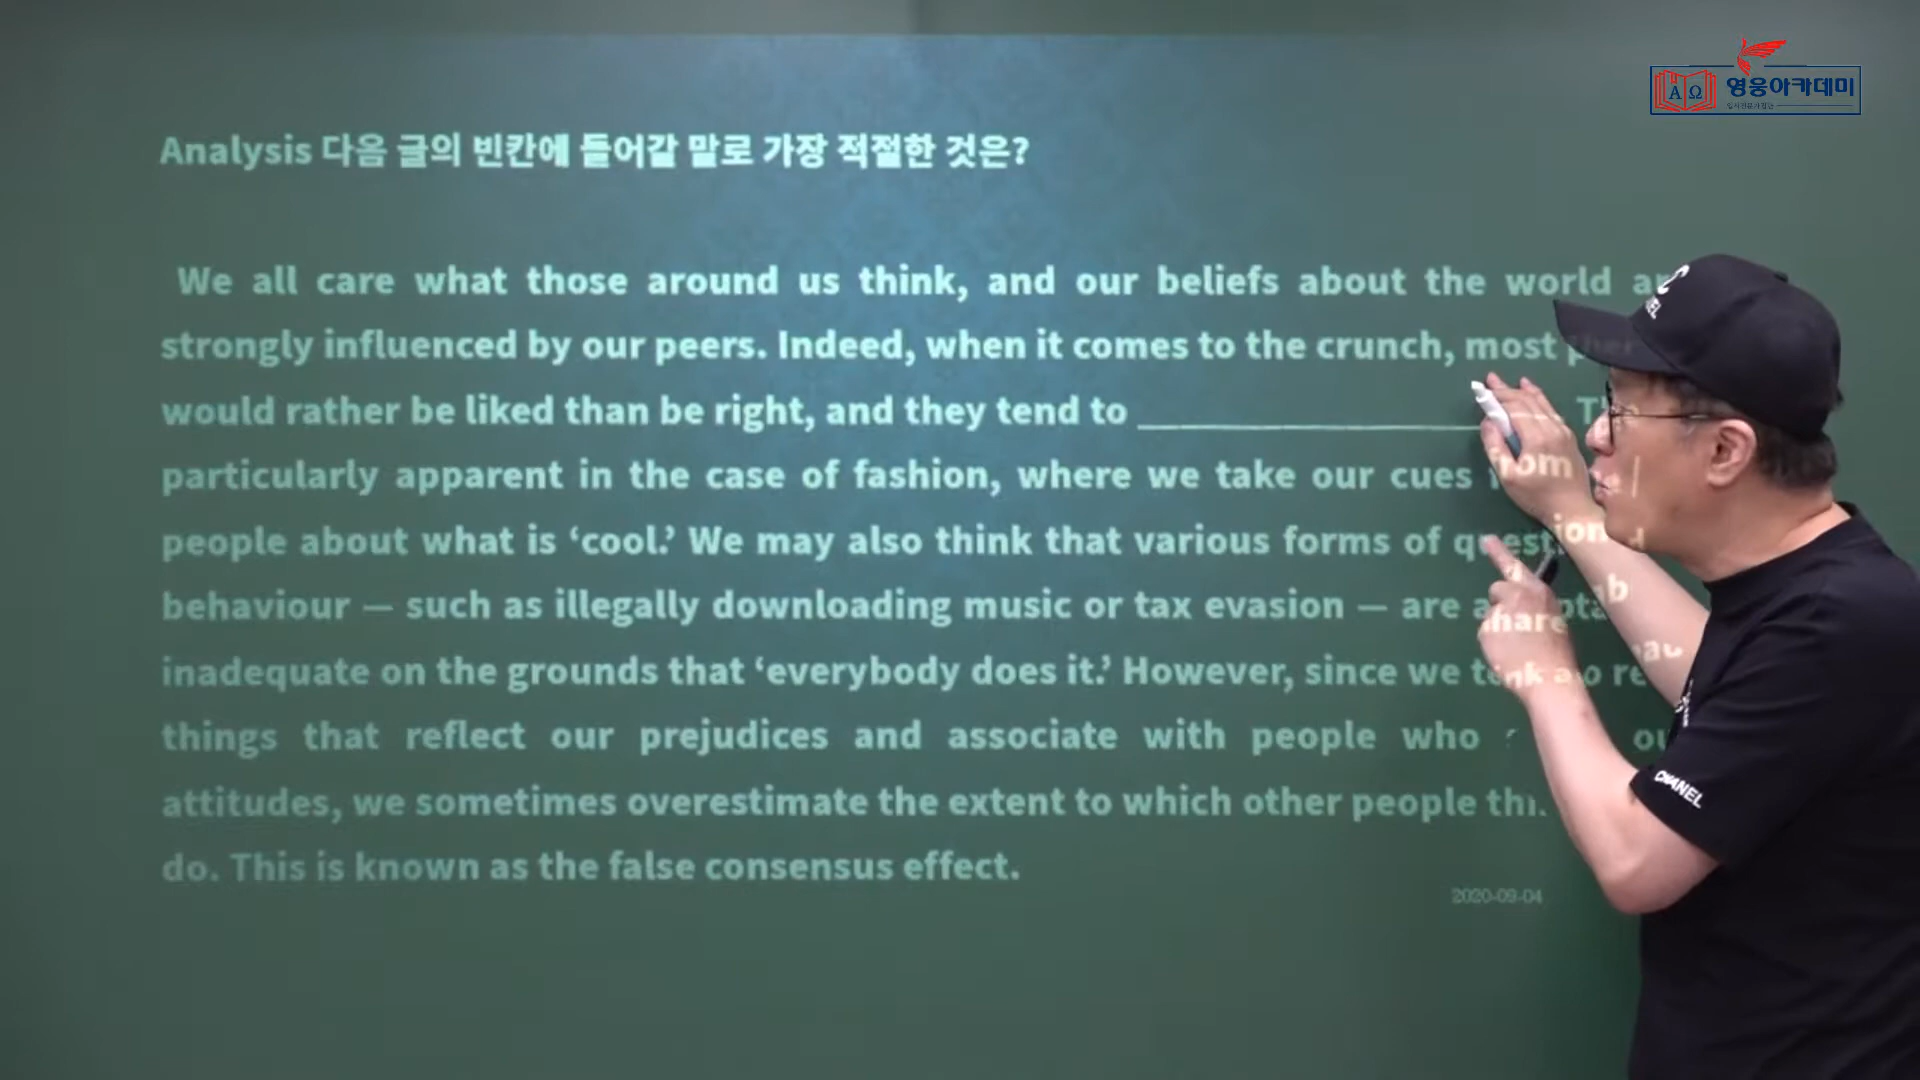 영웅아카데미
Analysis 다음 글의 빈칸에 들어갈 말로 가장 적절한 것은?
We all care what those around us think, and our beliefs about the world
strongly influenced by our peers. Indeed, when it comes to the crunch, most
would rather be liked than be right, and they tend to
particularly apparent in the case of fashion, where we take our cues from
people about what is ‘cool.’ We may also think that various forms of
behaviour — such as illegally downloading music or tax evasion — are
inadequate on the grounds that ‘everybody does it.’ However, since we
things that reflect our prejudices and associate with people who
attitudes, we sometimes overestimate the extent to which other people
do. This is known as the false consensus effect.
2020-09-04
CHANEL